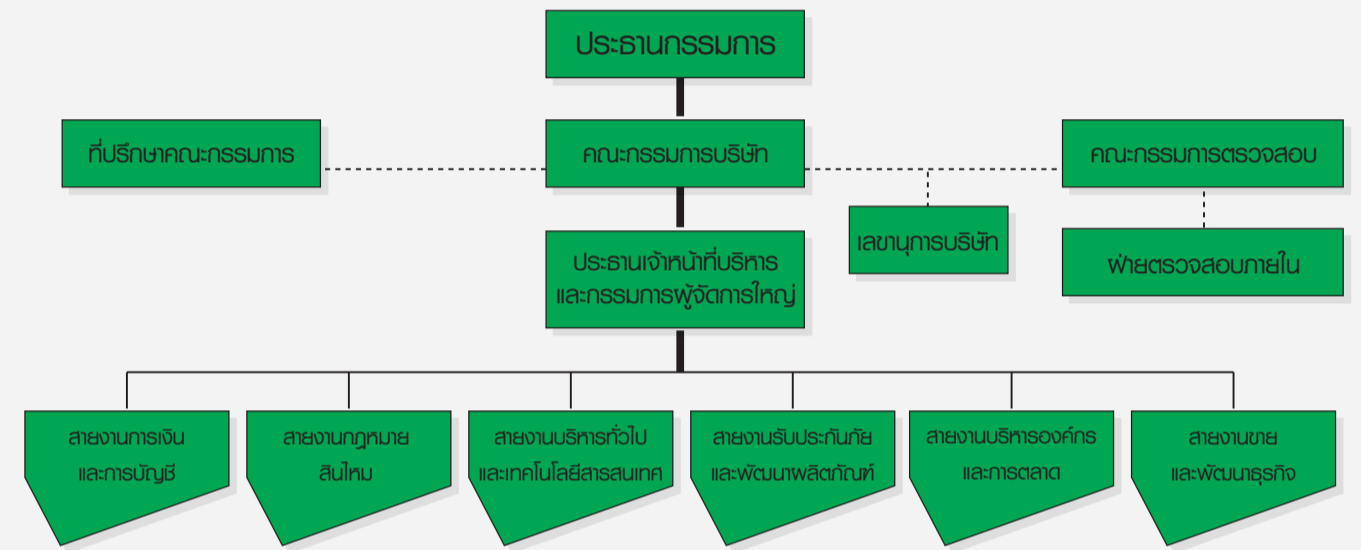 ประธานกรรมการ
ที่ปรึกษาคณะกรรมการ
คณะกรรมการบริษัท
คณะกรรมการตรวจสอบ
เลขานุการบริษัท
ฝ่ายตรวจสอบภายใน
ประธานเจ้าหน้าที่บริหาร
และกรรมการผู้จัดการใหญ่
สายงานการเงิน
และการบัญชี
สายงานกฎหมาย
สินไหม
สายงานบริหารทั่วไป
และเทคโนโลยีสารสนเทศ
สายงานรับประกันภัย
และพัฒนาผลิตภัณฑ์
สายงานบริหารองค์กร
และการตลาด
สายงานขาย
และพัฒนาธุรกิจ